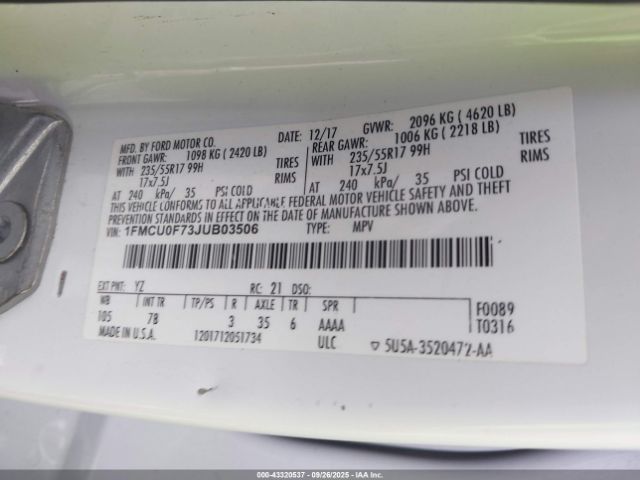 MFD. BY FORD MOTOR CO. DATE: 12/17 GVWR: 2096 KG ( 4620 LB)
FRONT GAWR: 1098 KG ( 2420 LB) REAR GAWR: 1006 KG ( 2218 LB)
WITH 235/55R17 99H TIRES WITH 235/55R17 99H TIRES
17x7.5J RIMS 17x7.5J RIMS
AT 240 kPa/ 35 PSI COLD AT 240 kPa/ 35 PSI COLD
THIS VEHICLE CONFORMS TO ALL APPLICABLE FEDERAL MOTOR VEHICLE SAFETY AND THEFT
PREVENTION STANDARDS IN EFFECT ON THE DATE OF MANUFACTURE SHOWN ABOVE.
VIN: 1FMCU0F73JUB03506 TYPE: MPV
EXT PNT: YZ RC: 21 DSO:
WB INT TR TP/PS R AXLE TR SPR F0089
105 7B 3 35 6 AAAA T0316
MADE IN U.S.A. 1201712051734 ULC 5U5A-3520472-AA
000-43320537 - 09/26/2025 - IAAI.COM